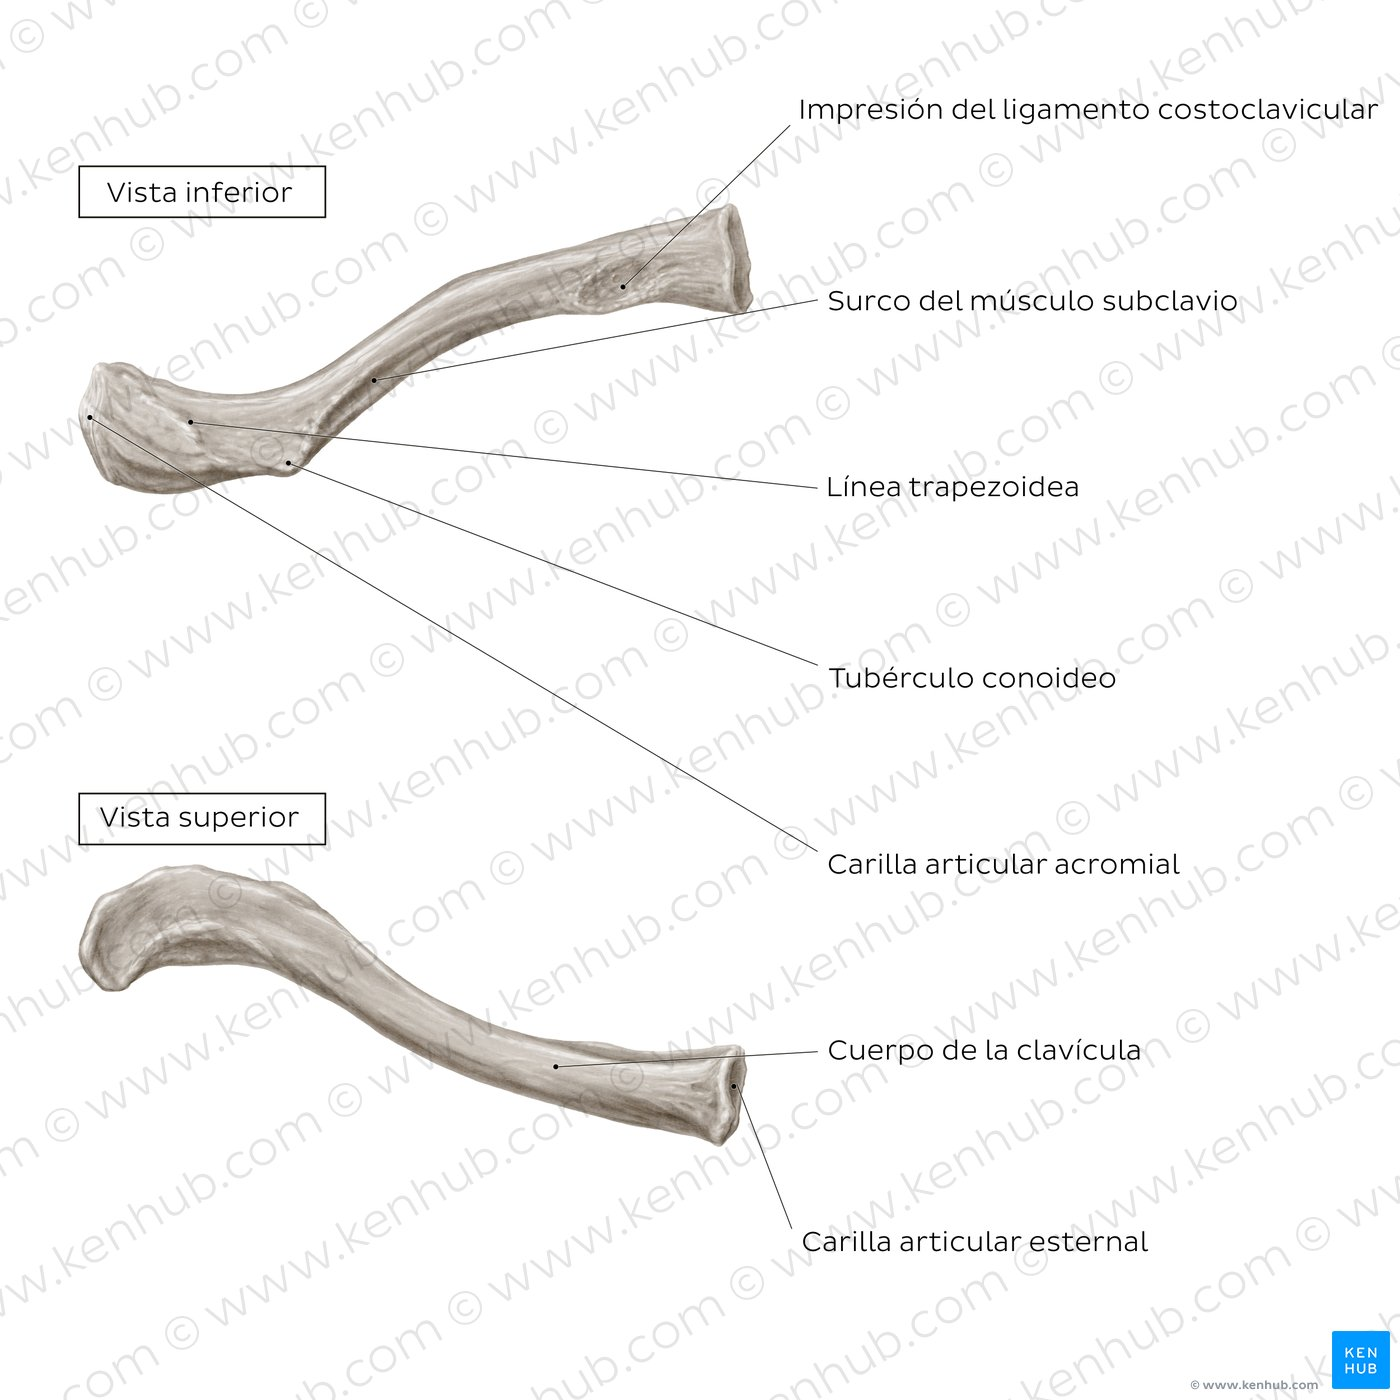 Impresión del ligamento costoclavicular
Vista inferior
Surco del músculo subclavio
Línea trapezoidea
Tubérculo conoideo
Vista superior
Carilla articular acromial
Cuerpo de la clavícula
Carilla articular esternal
KEN
HUB
© www.kenhub.com